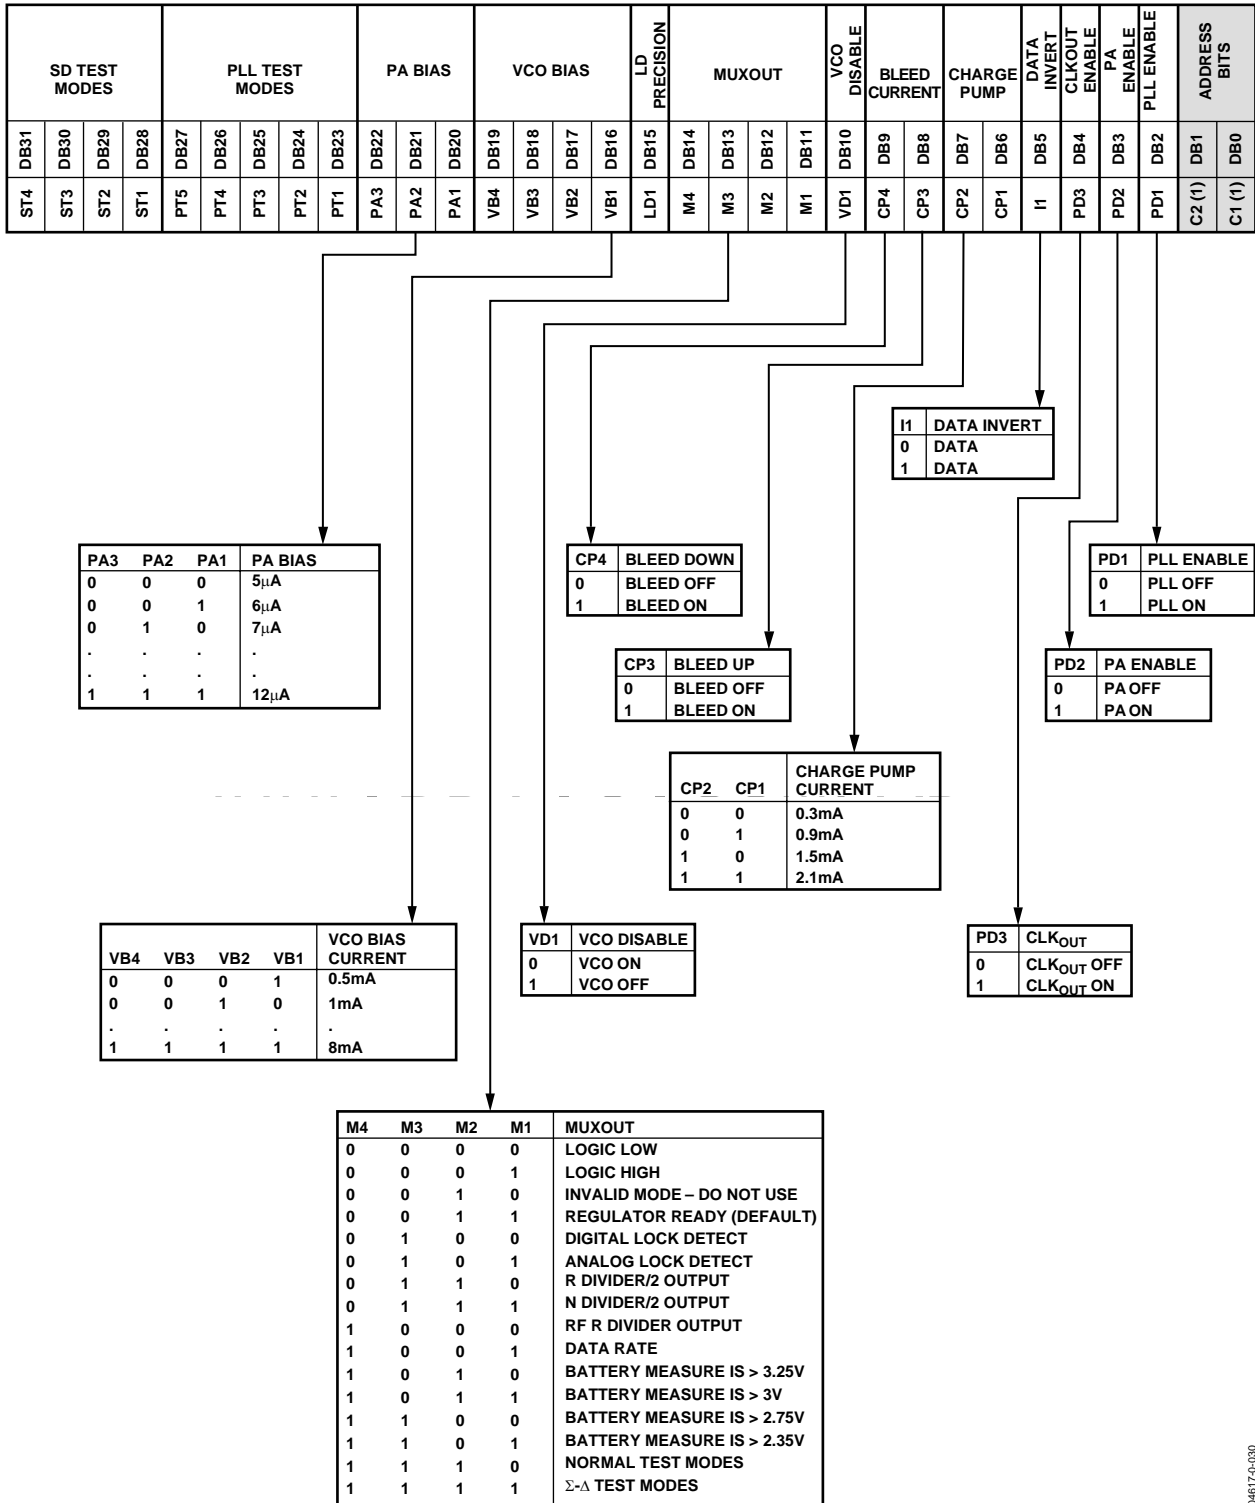 SD TEST MODES
PLL TEST MODES
PA BIAS
VCO BIAS
LD PRECISION
MUXOUT
VCO DISABLE
BLEED CURRENT
CHARGE PUMP
DATA INVERT
CLKOUT ENABLE
PA ENABLE
PLL ENABLE
ADDRESS BITS
DB31 DB30 DB29 DB28 DB27 DB26 DB25 DB24 DB23 DB22 DB21 DB20 DB19 DB18 DB17 DB16 DB15 DB14 DB13 DB12 DB11 DB10 DB9 DB8 DB7 DB6 DB5 DB4 DB3 DB2 DB1 DB0
ST4 ST3 ST2 ST1 PT5 PT4 PT3 PT2 PT1 PA3 PA2 PA1 VB4 VB3 VB2 VB1 LD1 M4 M3 M2 M1 VD1 CP4 CP3 CP2 CP1 I1 PD3 PD2 PD1 C2 (1) C1 (1)
I1 DATA INVERT
0 DATA
1 DATA
PA3 PA2 PA1 PA BIAS
0 0 0 5μA
0 0 1 6μA
0 1 0 7μA
. . . .
. . . .
1 1 1 12μA
CP4 BLEED DOWN
0 BLEED OFF
1 BLEED ON
PD1 PLL ENABLE
0 PLL OFF
1 PLL ON
CP3 BLEED UP
0 BLEED OFF
1 BLEED ON
PD2 PA ENABLE
0 PA OFF
1 PA ON
CP2 CP1 CHARGE PUMP CURRENT
0 0 0.3mA
0 1 0.9mA
1 0 1.5mA
1 1 2.1mA
VB4 VB3 VB2 VB1 VCO BIAS CURRENT
0 0 0 1 0.5mA
0 0 1 0 1mA
. . . . .
1 1 1 1 8mA
VD1 VCO DISABLE
0 VCO ON
1 VCO OFF
PD3 CLKOUT
0 CLKOUT OFF
1 CLKOUT ON
M4 M3 M2 M1 MUXOUT
0 0 0 0 LOGIC LOW
0 0 0 1 LOGIC HIGH
0 0 1 0 INVALID MODE – DO NOT USE
0 0 1 1 REGULATOR READY (DEFAULT)
0 1 0 0 DIGITAL LOCK DETECT
0 1 0 1 ANALOG LOCK DETECT
0 1 1 0 R DIVIDER/2 OUTPUT
0 1 1 1 N DIVIDER/2 OUTPUT
1 0 0 0 RF R DIVIDER OUTPUT
1 0 0 1 DATA RATE
1 0 1 0 BATTERY MEASURE IS > 3.25V
1 0 1 1 BATTERY MEASURE IS > 3V
1 1 0 0 BATTERY MEASURE IS > 2.75V
1 1 0 1 BATTERY MEASURE IS > 2.35V
1 1 1 0 NORMAL TEST MODES
1 1 1 1 Σ-Δ TEST MODES
04617-0-030